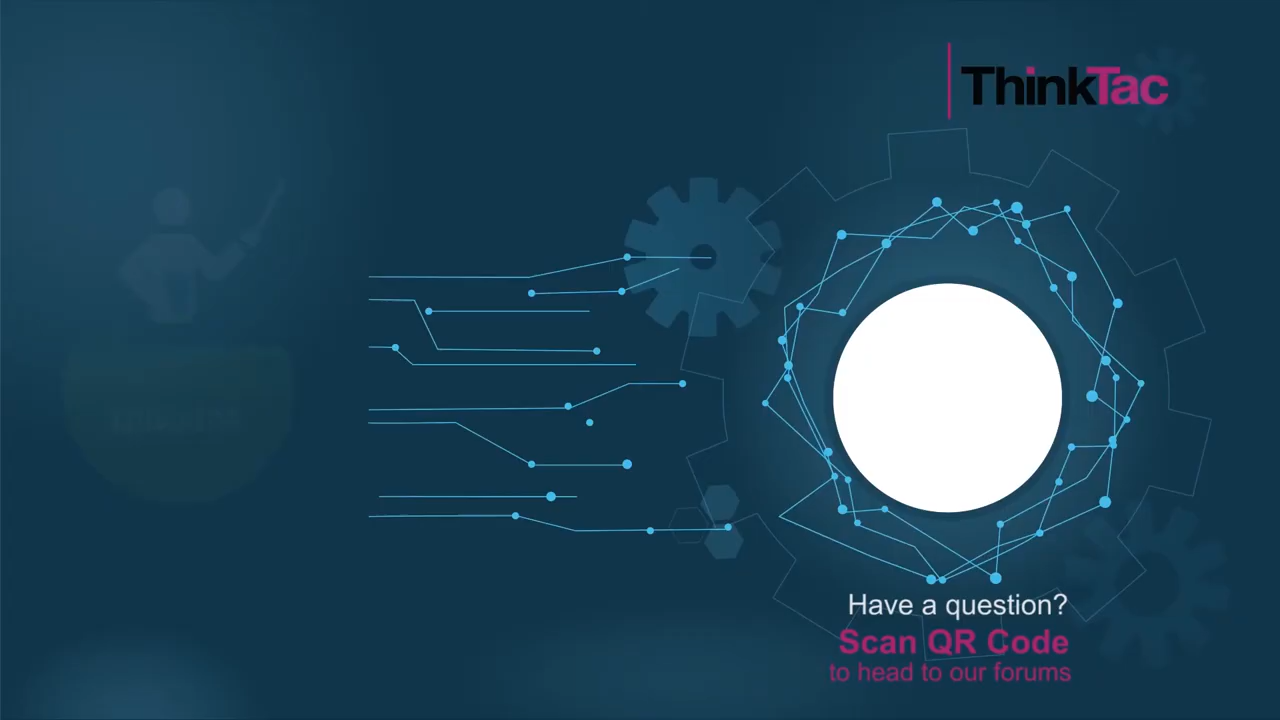 ThinkTac
Have a question?
Scan QR Code
to head to our forums